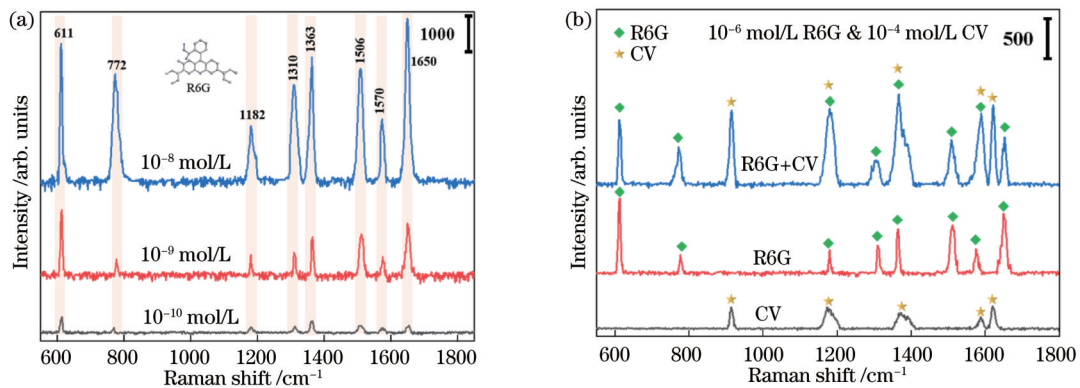 (a)
611
772
1182
1310
1363
1506
1570
1650
1000
R6G
10⁻⁸ mol/L
10⁻⁹ mol/L
10⁻¹⁰ mol/L
Intensity /arb. units
600 800 1000 1200 1400 1600 1800
Raman shift /cm⁻¹
(b)
R6G 10⁻⁶ mol/L R6G & 10⁻⁴ mol/L CV
CV
500
R6G+CV
R6G
CV
Intensity /arb. units
600 800 1000 1200 1400 1600 1800
Raman shift /cm⁻¹